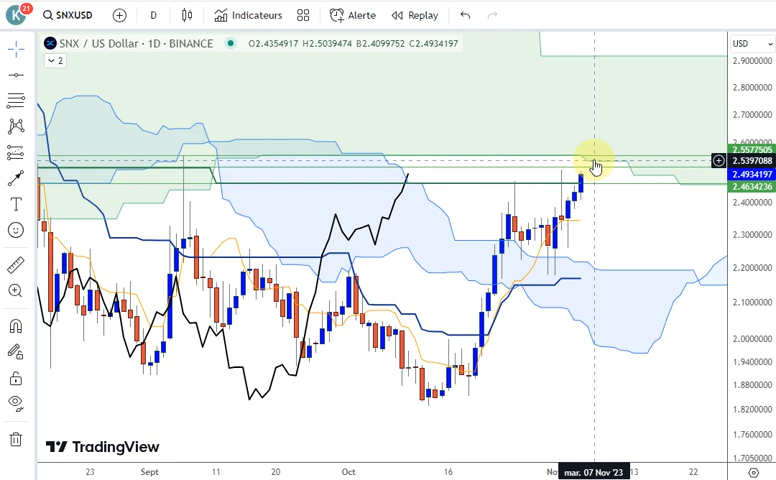 K
21
SNXUSD
D
Indicateurs
Alerte
Replay
SNX / US Dollar · 1D · BINANCE
O2.4354917 H2.5039474 B2.4099752 C2.4934197
2
USD
2.9000000
2.8000000
2.7000000
2.5577505
2.5397088
2.4934197
2.4634236
2.4000000
2.3000000
2.2000000
2.1000000
2.0000000
1.9400000
1.8800000
1.8200000
1.7600000
1.7050000
TradingView
23
Sept
11
20
Oct
16
mar. 07 Nov '23
13
22